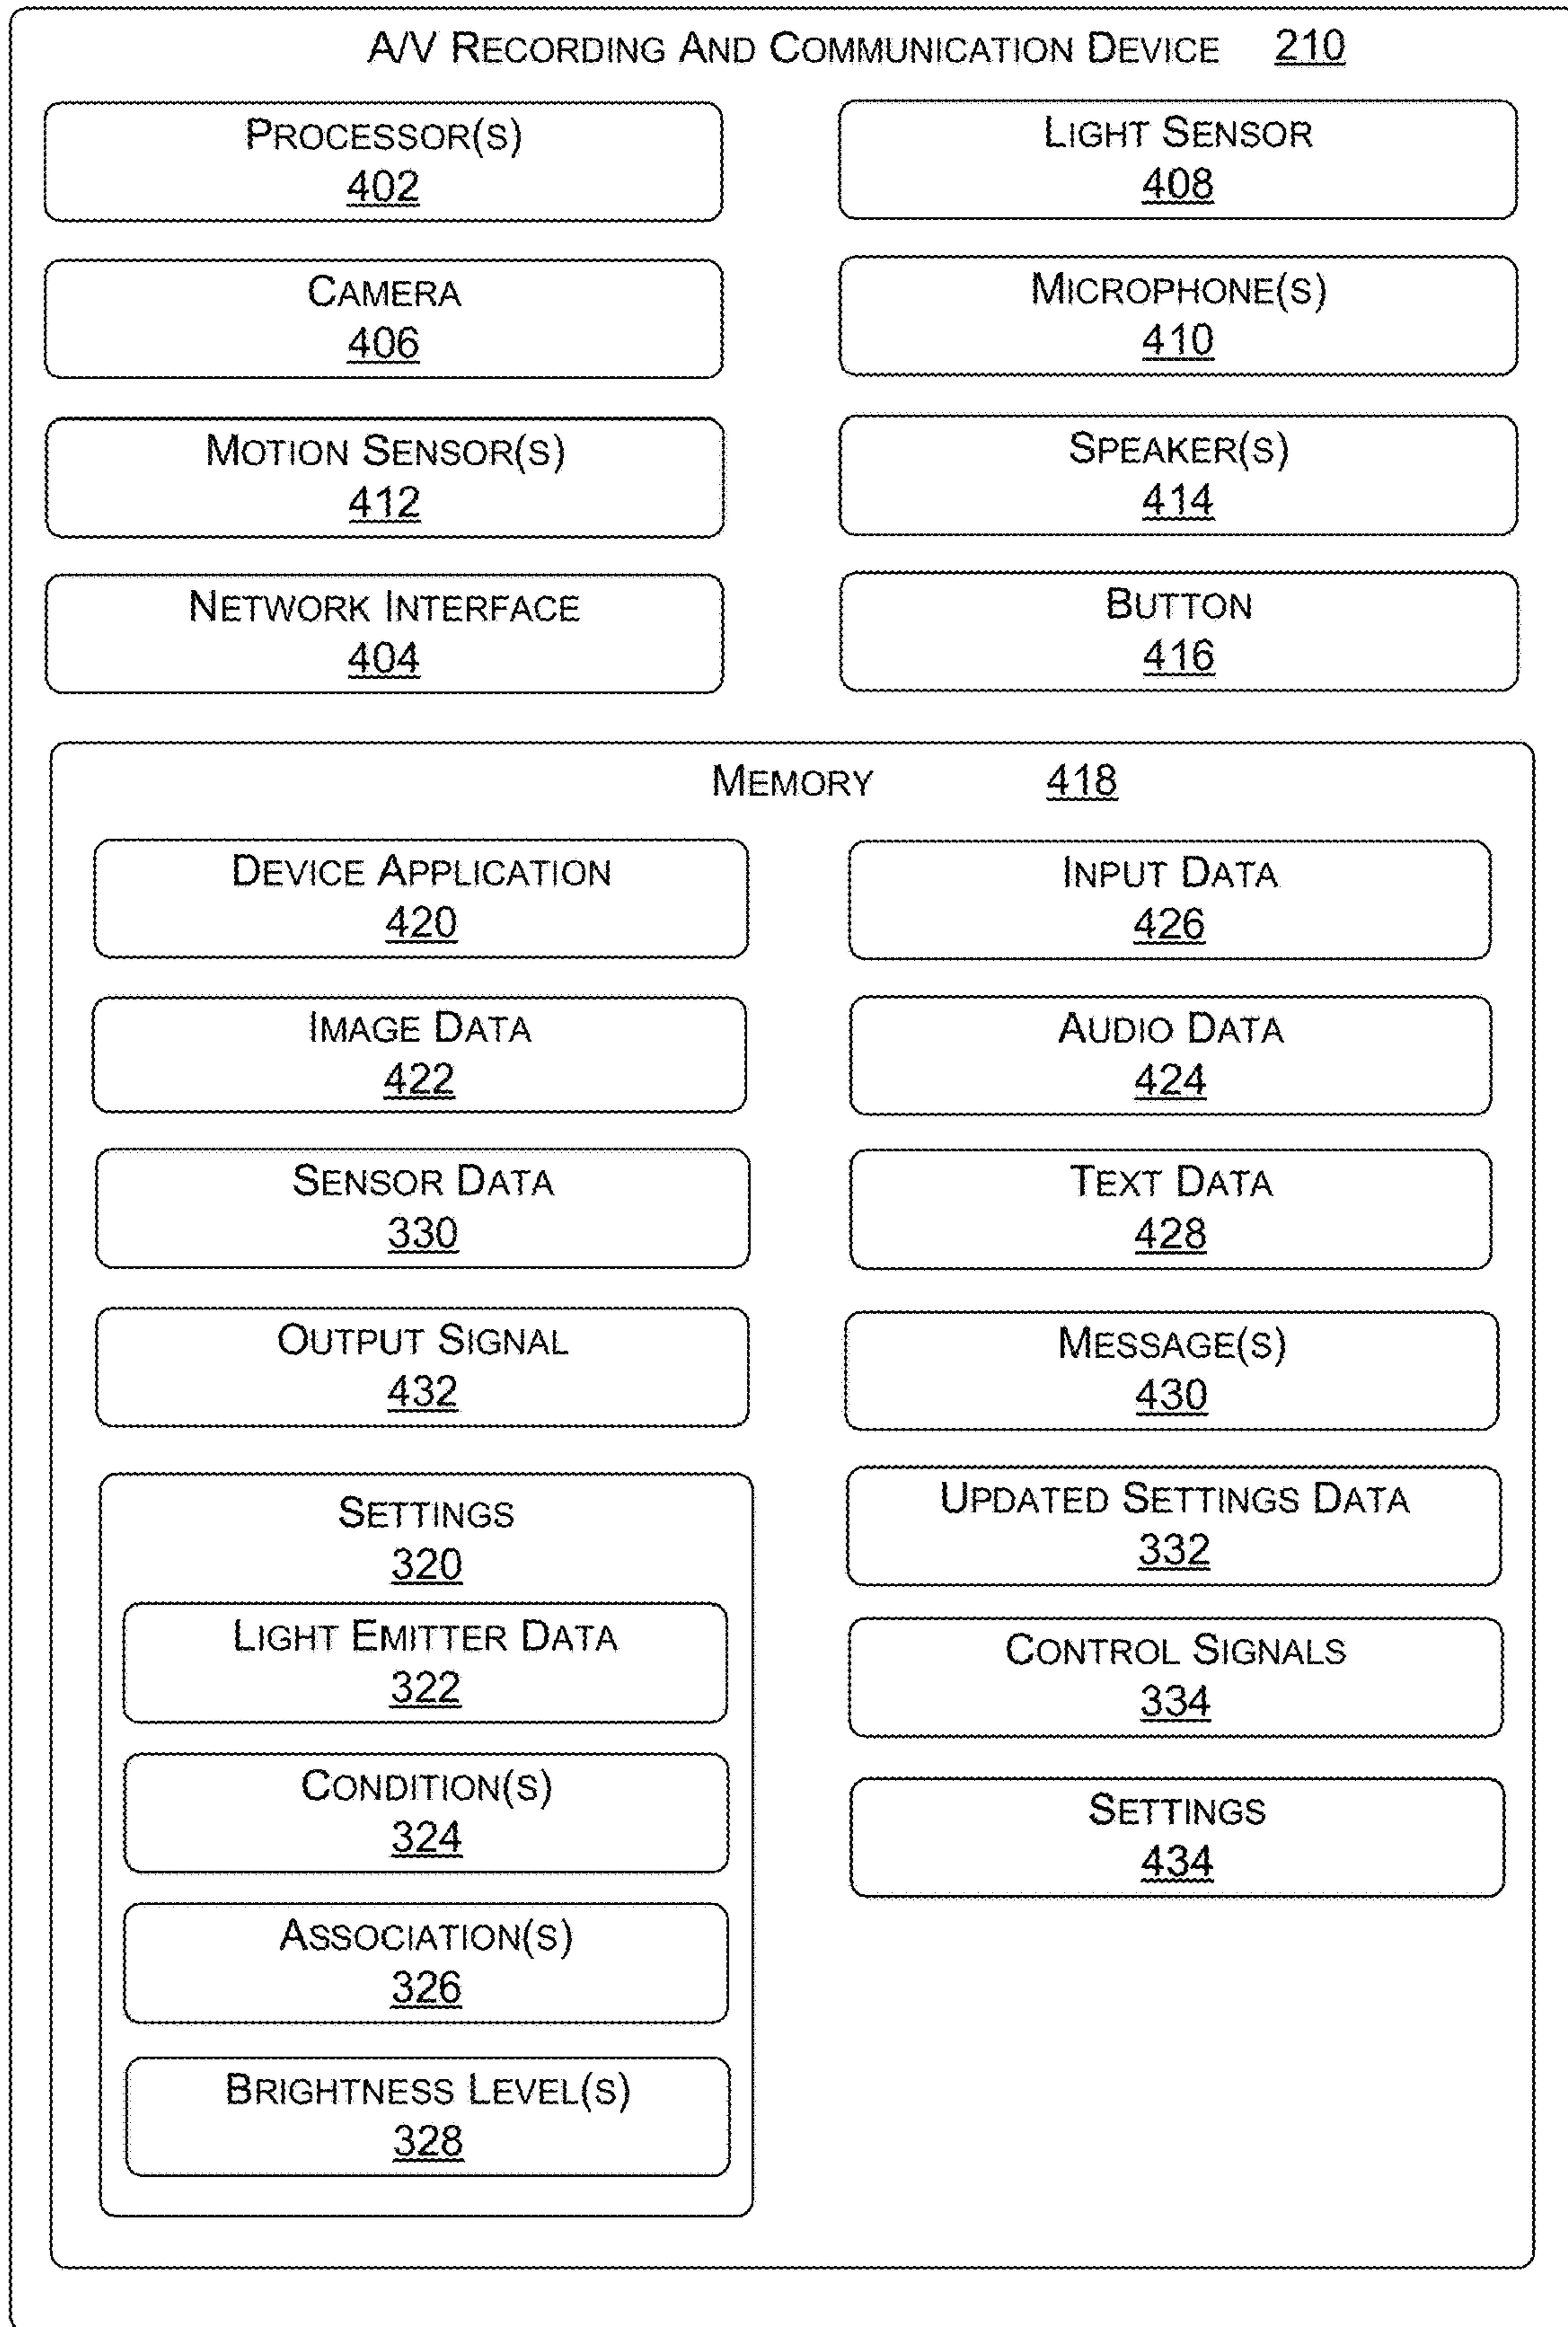 A/V RECORDING AND COMMUNICATION DEVICE 210
PROCESSOR(S)
402
LIGHT SENSOR
408
CAMERA
406
MICROPHONE(S)
410
MOTION SENSOR(S)
412
SPEAKER(S)
414
NETWORK INTERFACE
404
BUTTON
416
MEMORY 418
DEVICE APPLICATION
420
INPUT DATA
426
IMAGE DATA
422
AUDIO DATA
424
SENSOR DATA
330
TEXT DATA
428
OUTPUT SIGNAL
432
MESSAGE(S)
430
SETTINGS
320
LIGHT EMITTER DATA
322
CONDITION(S)
324
ASSOCIATION(S)
326
BRIGHTNESS LEVEL(S)
328
UPDATED SETTINGS DATA
332
CONTROL SIGNALS
334
SETTINGS
434